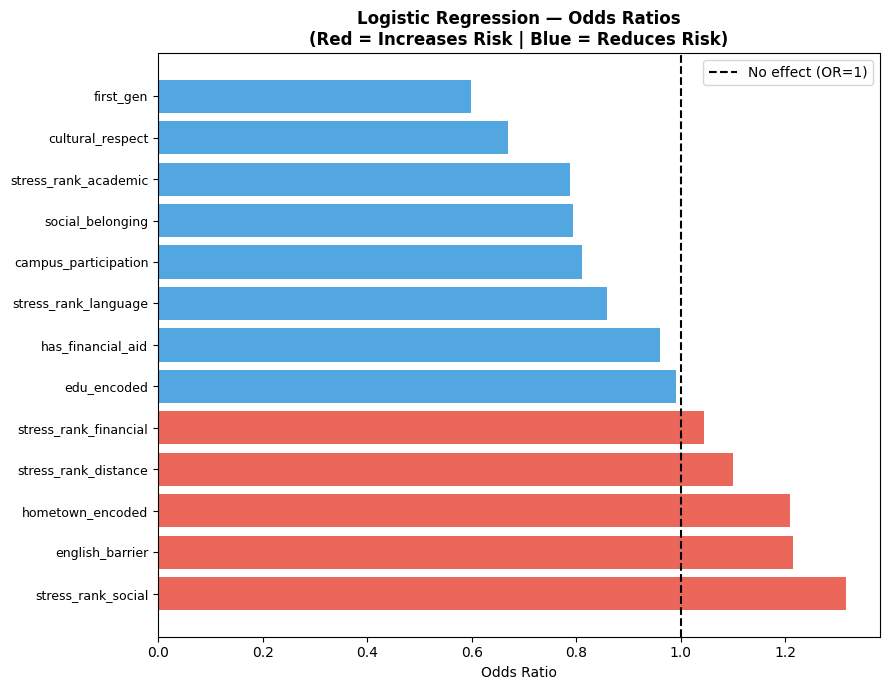 Logistic Regression — Odds Ratios
(Red = Increases Risk | Blue = Reduces Risk)
No effect (OR=1)
first_gen
cultural_respect
stress_rank_academic
social_belonging
campus_participation
stress_rank_language
has_financial_aid
edu_encoded
stress_rank_financial
stress_rank_distance
hometown_encoded
english_barrier
stress_rank_social
0.0 0.2 0.4 0.6 0.8 1.0 1.2
Odds Ratio